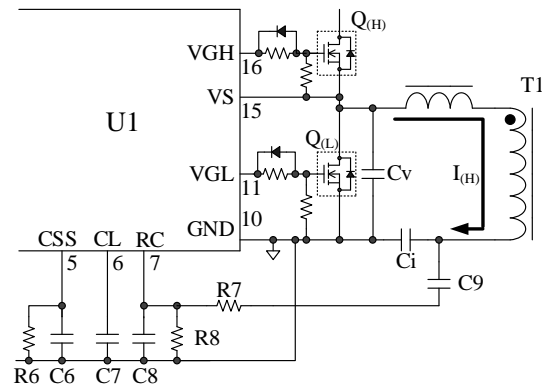 Q(H)
VGH
16
T1
VS
15
U1
Q(L)
I(H)
VGL
11
Cv
10
GND
CSS
CL
RC
5
6
7
Ci
C9
R7
R8
R6
C6
C7
C8